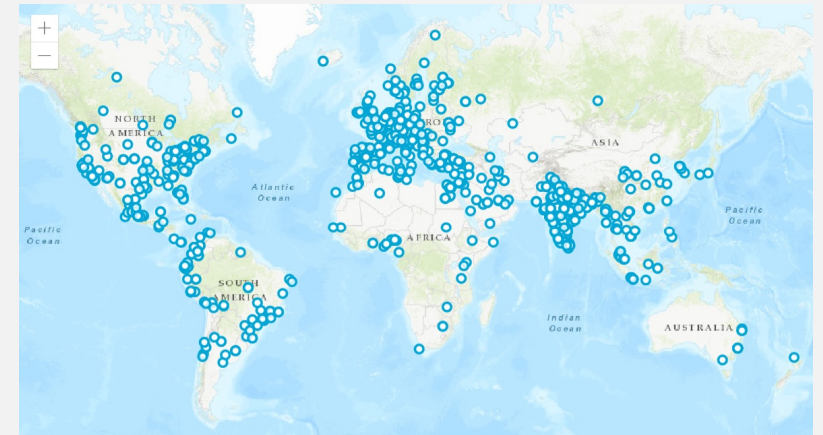 +
−
NORTH
AMERICA
ASIA
Atlantic
Ocean
Pacific
Ocean
Pacific
Ocean
AFRICA
SOUTH
AMERICA
Indian
Ocean
AUSTRALIA